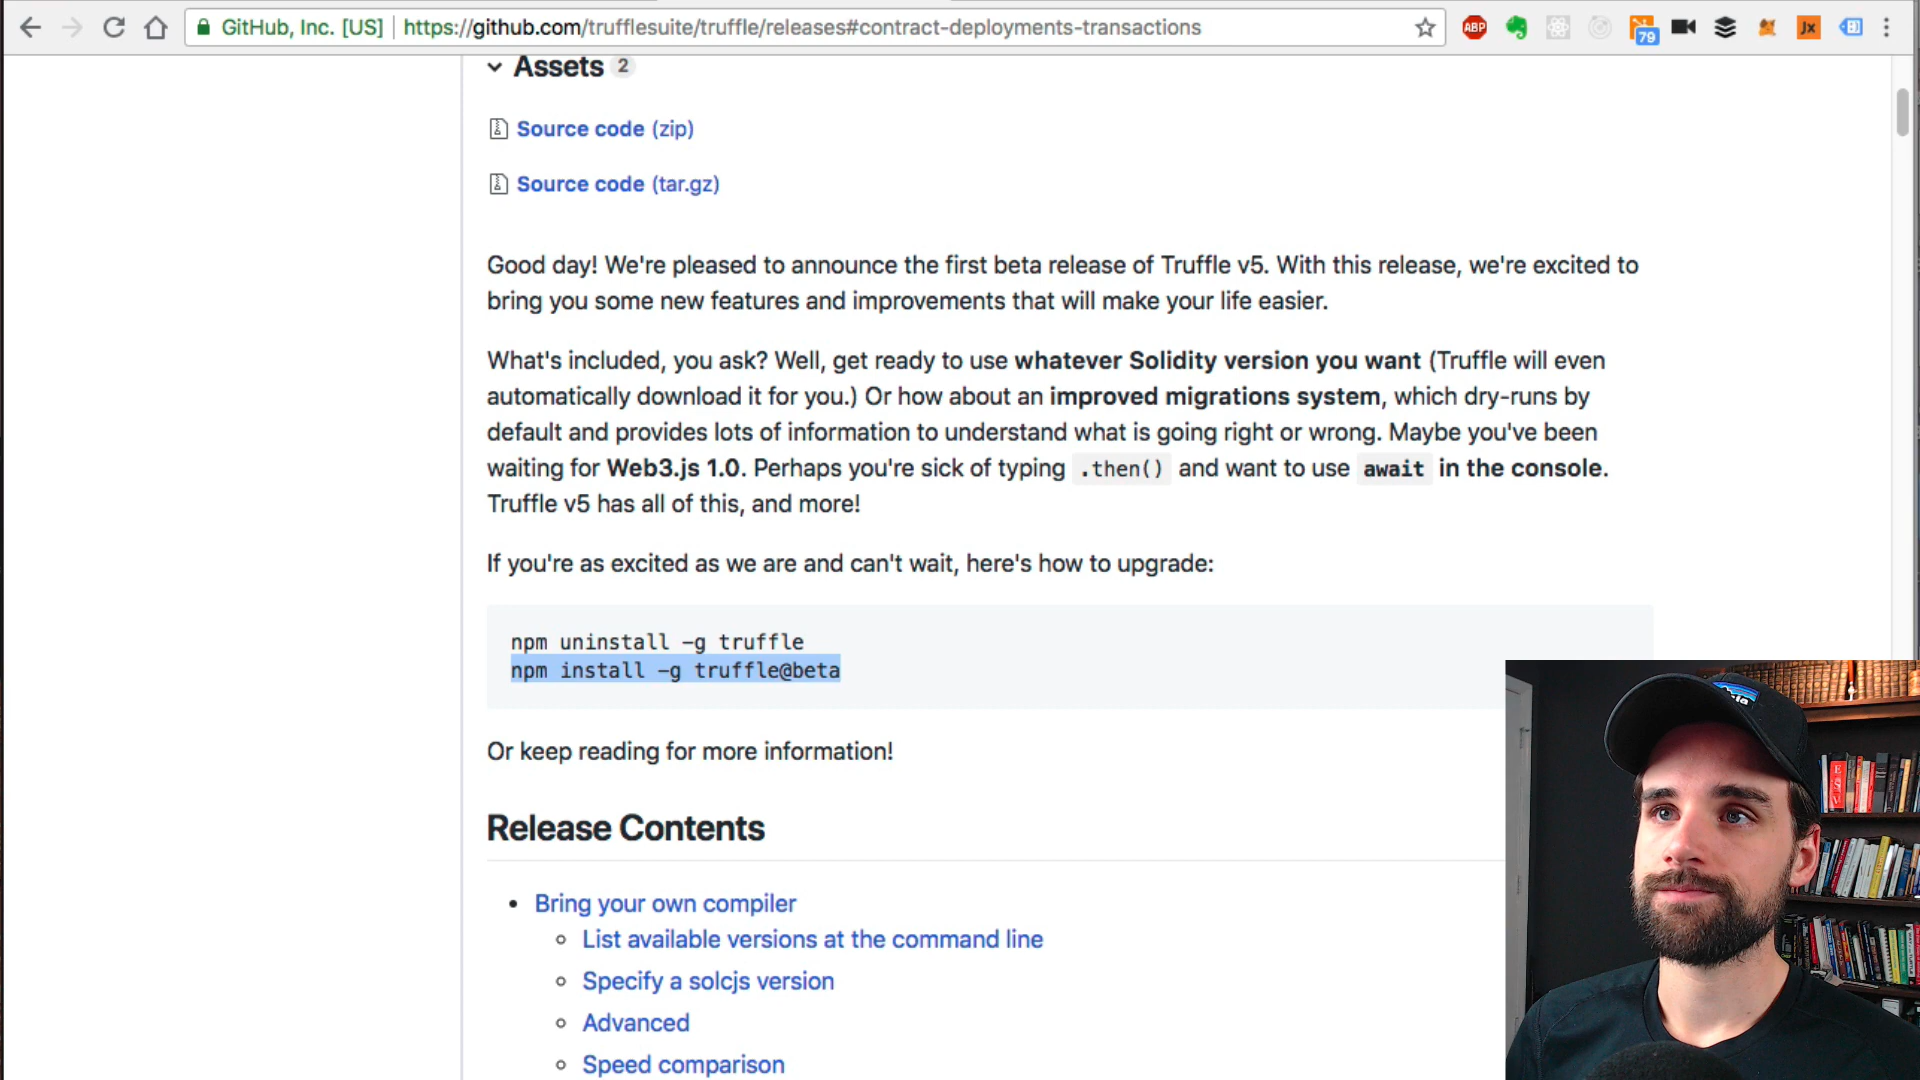 GitHub, Inc. [US] https://github.com/trufflesuite/truffle/releases#contract-deployments-transactions
ABP
79
Jx
Assets 2
Source code (zip)
Source code (tar.gz)
Good day! We're pleased to announce the first beta release of Truffle v5. With this release, we're excited to
bring you some new features and improvements that will make your life easier.
What's included, you ask? Well, get ready to use whatever Solidity version you want (Truffle will even
automatically download it for you.) Or how about an improved migrations system, which dry-runs by
default and provides lots of information to understand what is going right or wrong. Maybe you've been
waiting for Web3.js 1.0. Perhaps you're sick of typing .then() and want to use await in the console.
Truffle v5 has all of this, and more!
If you're as excited as we are and can't wait, here's how to upgrade:
npm uninstall -g truffle
npm install -g truffle@beta
Or keep reading for more information!
Release Contents
Bring your own compiler
List available versions at the command line
Specify a solcjs version
Advanced
Speed comparison
ESV